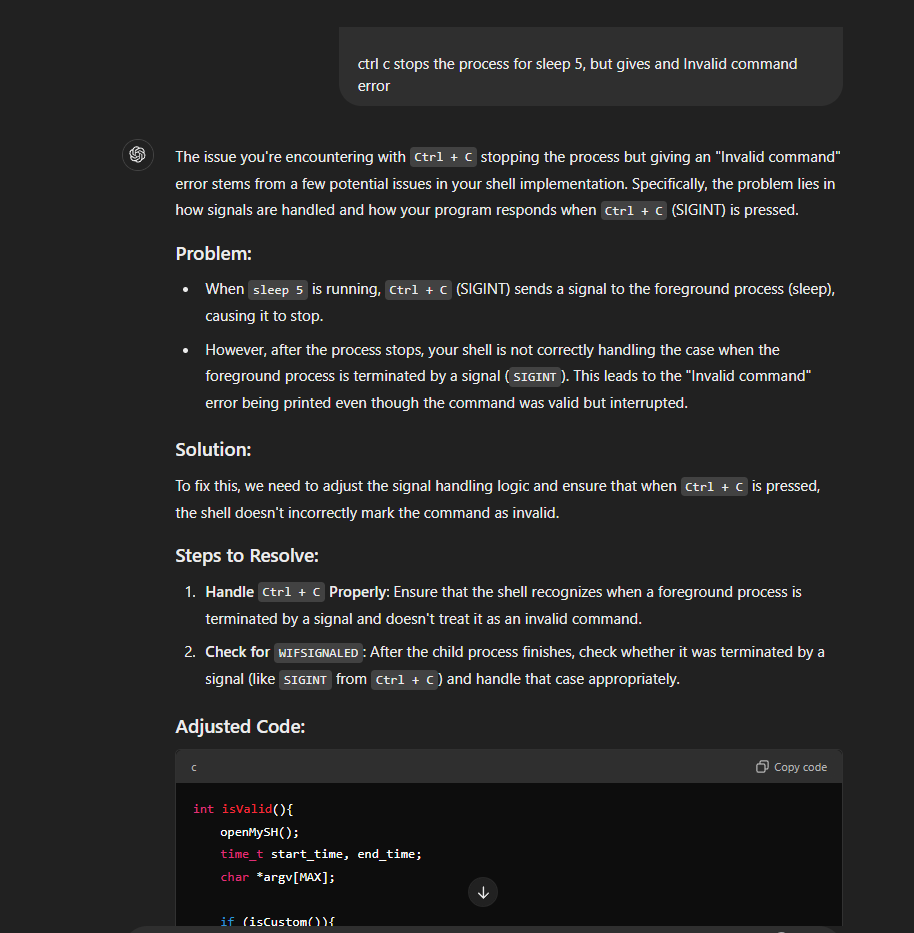 ctrl c stops the process for sleep 5, but gives and Invalid command
error
The issue you're encountering with Ctrl + C stopping the process but giving an "Invalid command"
error stems from a few potential issues in your shell implementation. Specifically, the problem lies in
how signals are handled and how your program responds when Ctrl + C (SIGINT) is pressed.
Problem:
• When sleep 5 is running, Ctrl + C (SIGINT) sends a signal to the foreground process (sleep),
causing it to stop.
• However, after the process stops, your shell is not correctly handling the case when the
foreground process is terminated by a signal (SIGINT). This leads to the "Invalid command"
error being printed even though the command was valid but interrupted.
Solution:
To fix this, we need to adjust the signal handling logic and ensure that when Ctrl + C is pressed,
the shell doesn't incorrectly mark the command as invalid.
Steps to Resolve:
1. Handle Ctrl + C Properly: Ensure that the shell recognizes when a foreground process is
terminated by a signal and doesn't treat it as an invalid command.
2. Check for WIFSIGNALED: After the child process finishes, check whether it was terminated by a
signal (like SIGINT from Ctrl + C) and handle that case appropriately.
Adjusted Code:
c
Copy code
int isValid(){
openMySH();
time_t start_time, end_time;
char *argv[MAX];
if (isCustom()){